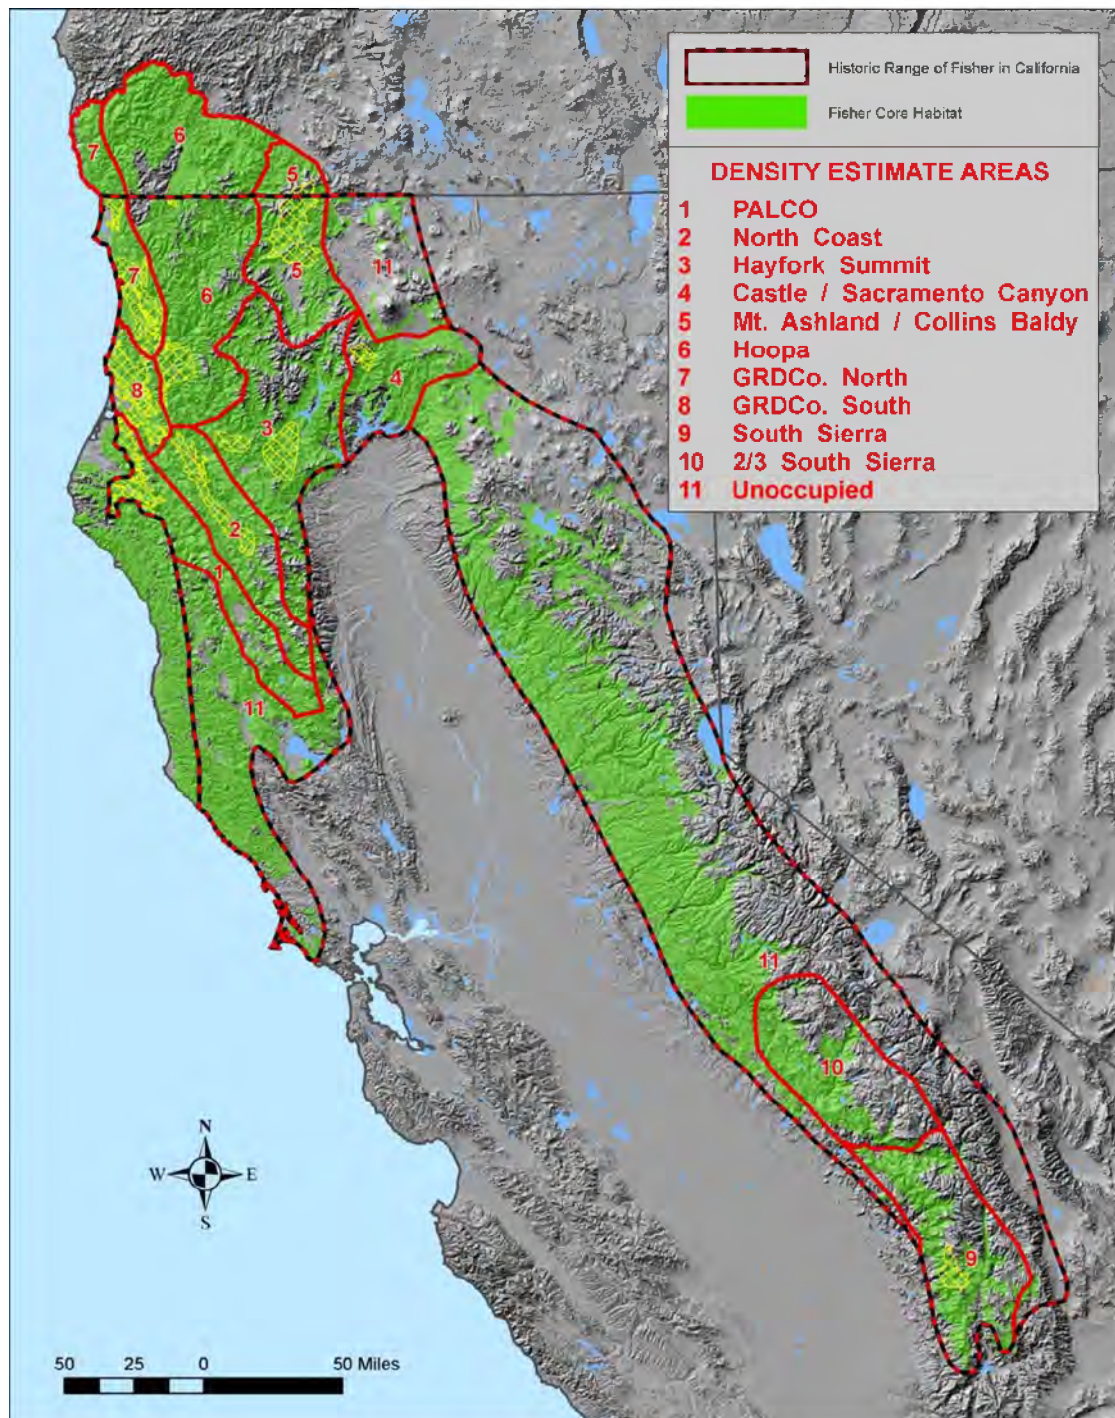 Historic Range of Fisher in California
Fisher Core Habitat
DENSITY ESTIMATE AREAS
1 PALCO
2 North Coast
3 Hayfork Summit
4 Castle / Sacramento Canyon
5 Mt. Ashland / Collins Baldy
6 Hoopa
7 GRDCo. North
8 GRDCo. South
9 South Sierra
10 2/3 South Sierra
11 Unoccupied
6
7
5
11
7
6
5
4
8
3
2
1
11
11
10
9
N
W E
S
50 25 0 50 Miles